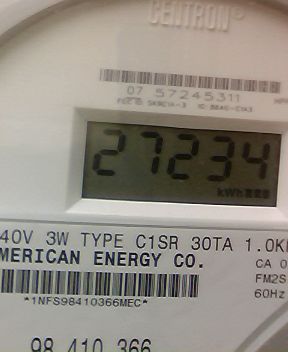 CENTRON®
07 57245311
27234
kWh
40V 3W TYPE C1SR 30TA 1.0K
MERICAN ENERGY CO.
CA 0
FM2S
60Hz
*1NFS98410366MEC*
98 410 366